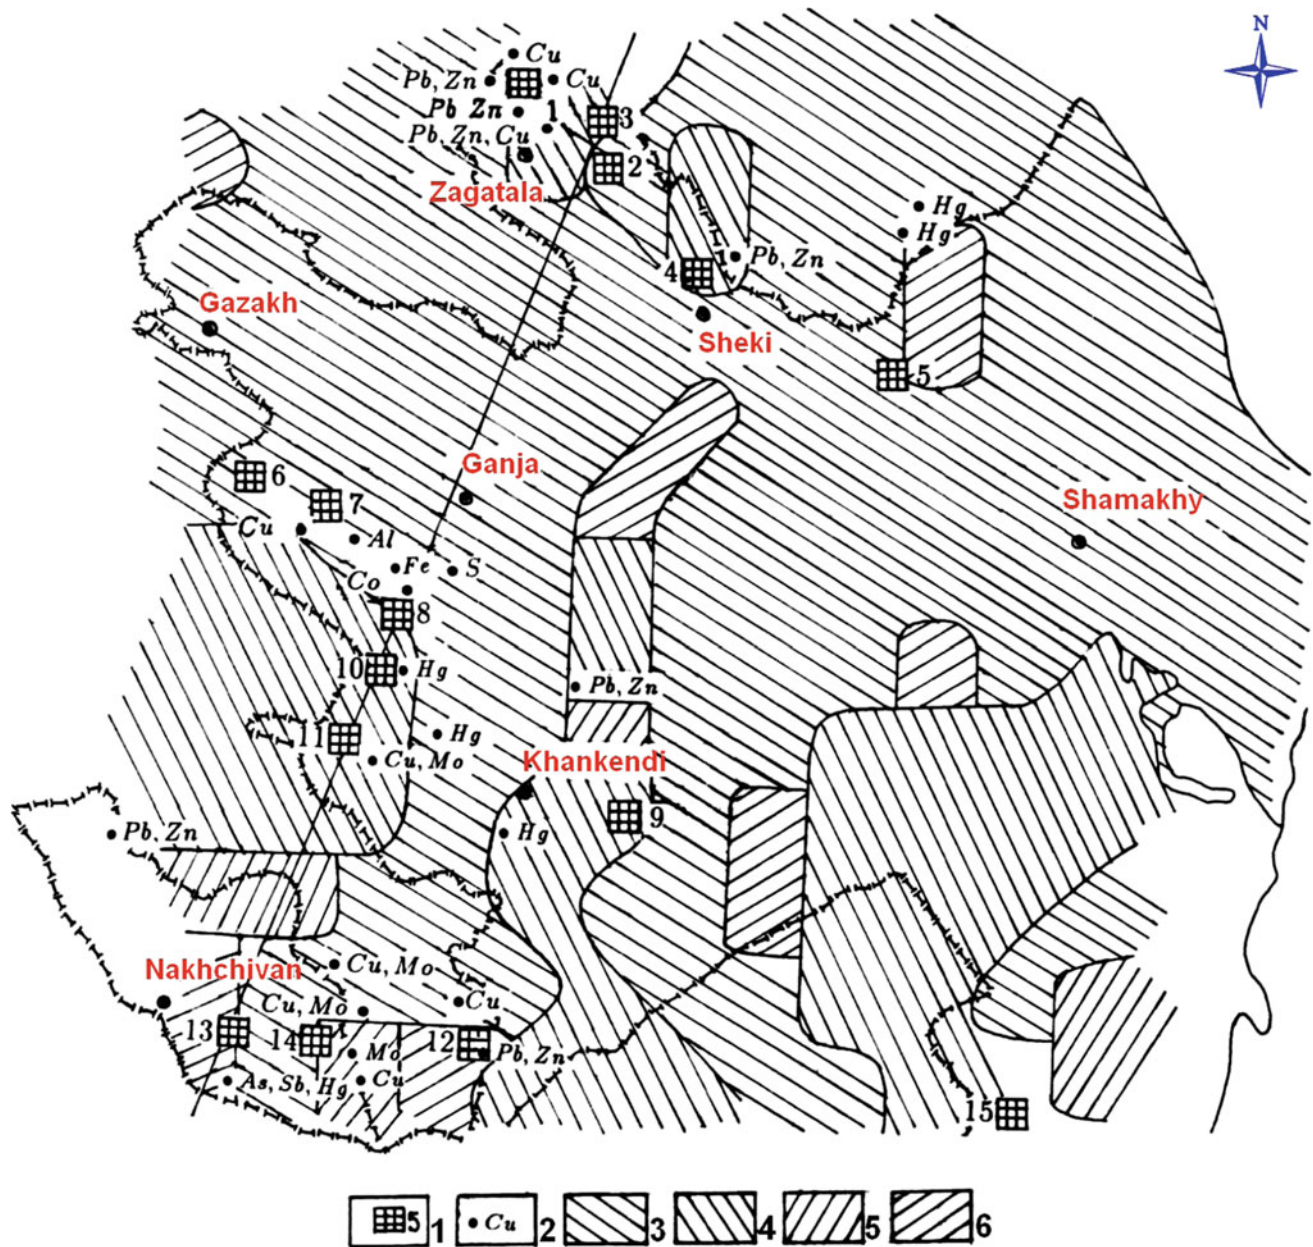 N
Cu
Pb, Zn
Cu
Pb Zn
1
3
Pb, Zn, Cu
2
Zagatala
Hg
Hg
4
Pb, Zn
Gazakh
Sheki
5
Ganja
6
7
Shamakhy
Cu
Al
Fe
S
Co
8
10
Hg
Pb, Zn
11
Hg
Cu, Mo
Khankendi
9
Pb, Zn
Hg
Nakhchivan
Cu, Mo
Cu, Mo
Cu
13
14
Mo
12
Pb, Zn
As, Sb, Hg
Cu
15
5 1 Cu 2 3 4 5 6